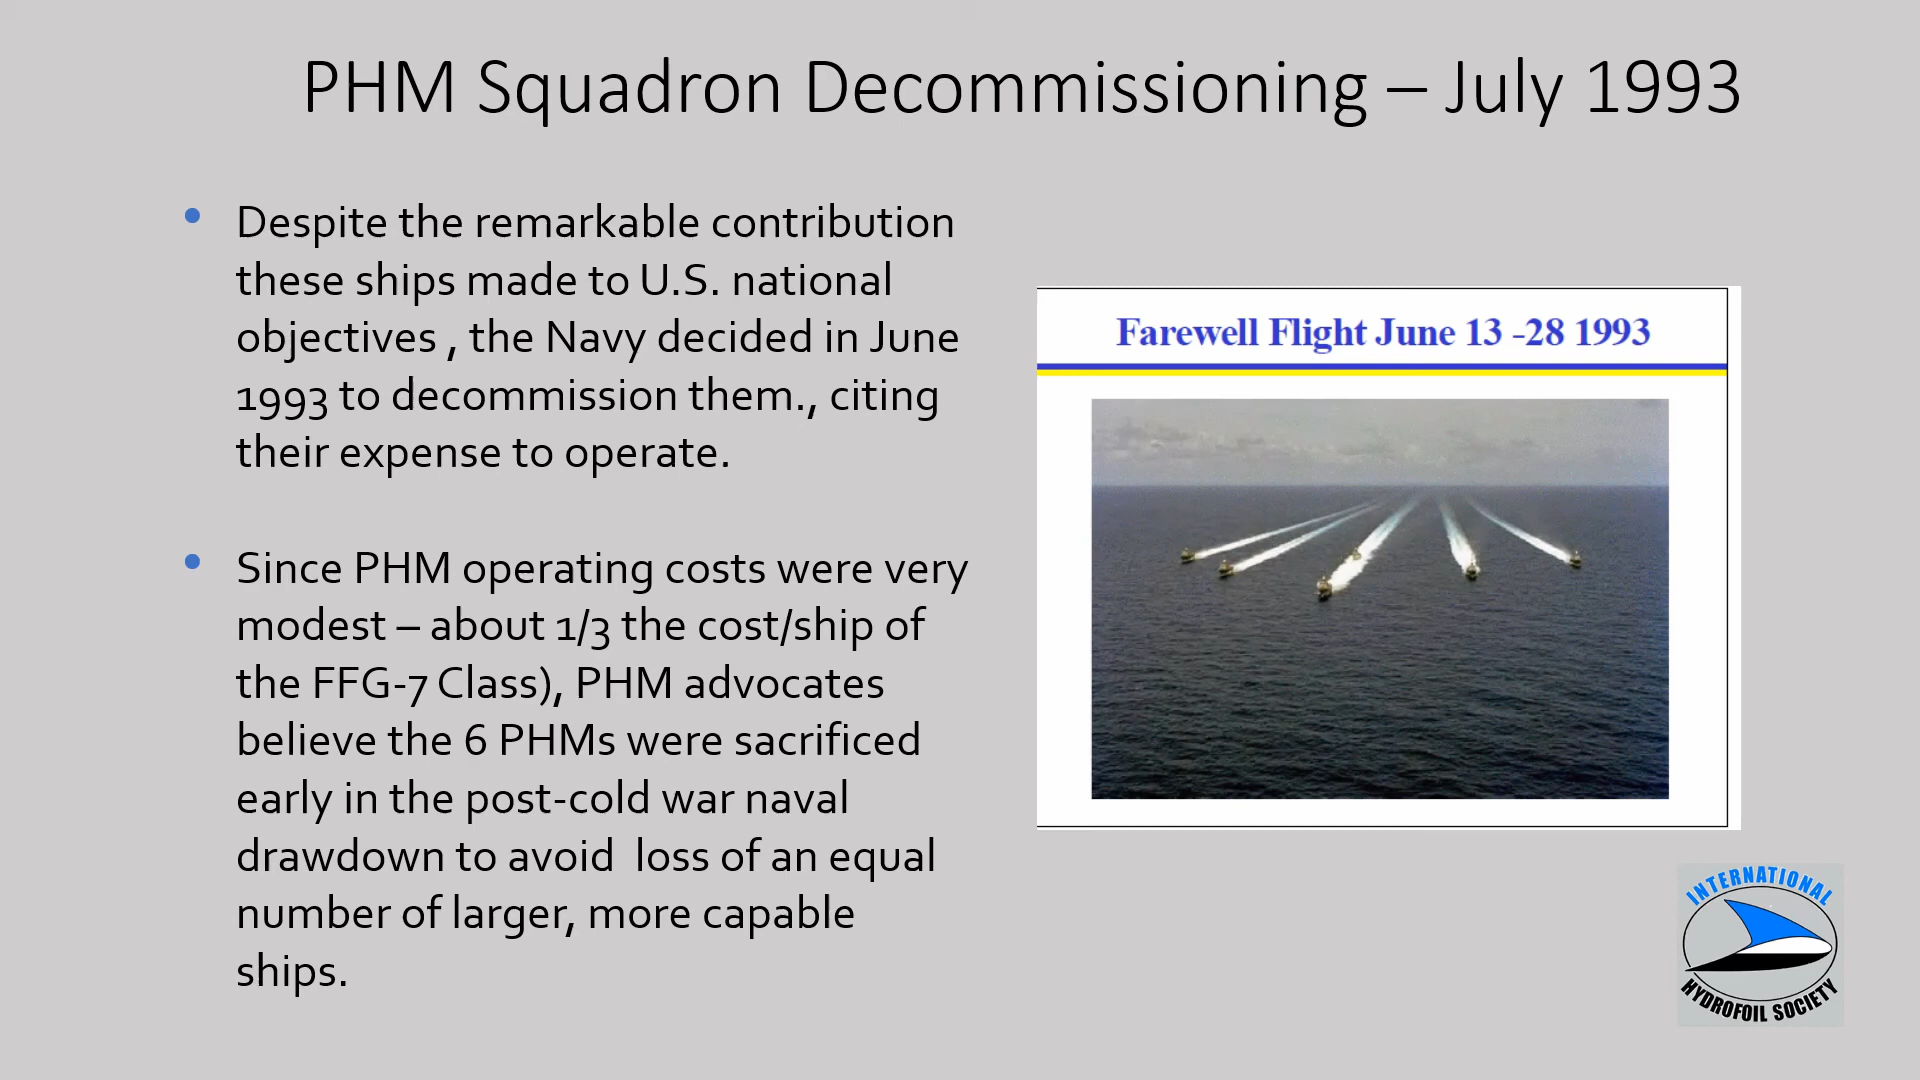 PHM Squadron Decommissioning – July 1993
• Despite the remarkable contribution
these ships made to U.S. national
objectives , the Navy decided in June
1993 to decommission them., citing
their expense to operate.
• Since PHM operating costs were very
modest – about 1/3 the cost/ship of
the FFG-7 Class), PHM advocates
believe the 6 PHMs were sacrificed
early in the post-cold war naval
drawdown to avoid  loss of an equal
number of larger, more capable
ships.
Farewell Flight June 13 -28 1993
INTERNATIONAL
HYDROFOIL SOCIETY